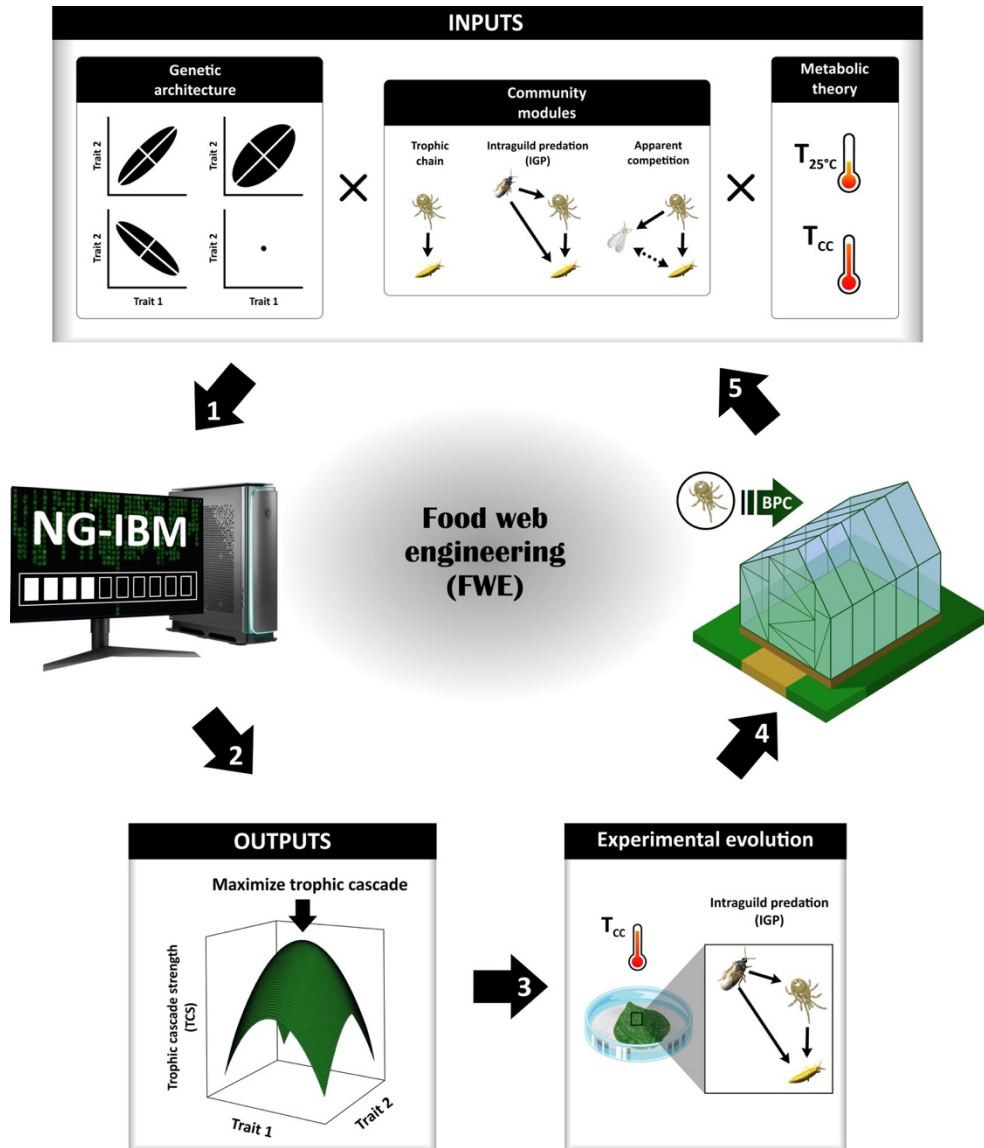 INPUTS
Genetic
architecture
Trait 2
Trait 2
Trait 2
Trait 2
Trait 1
Trait 1
Community
modules
Trophic
chain
Intraguild predation
(IGP)
Apparent
competition
Metabolic
theory
T25°C
TCC
1
5
NG-IBM
Food web
engineering
(FWE)
BPC
2
4
OUTPUTS
Maximize trophic cascade
Trophic cascade strength
(TCS)
Trait 1
Trait 2
3
Experimental evolution
TCC
Intraguild predation
(IGP)